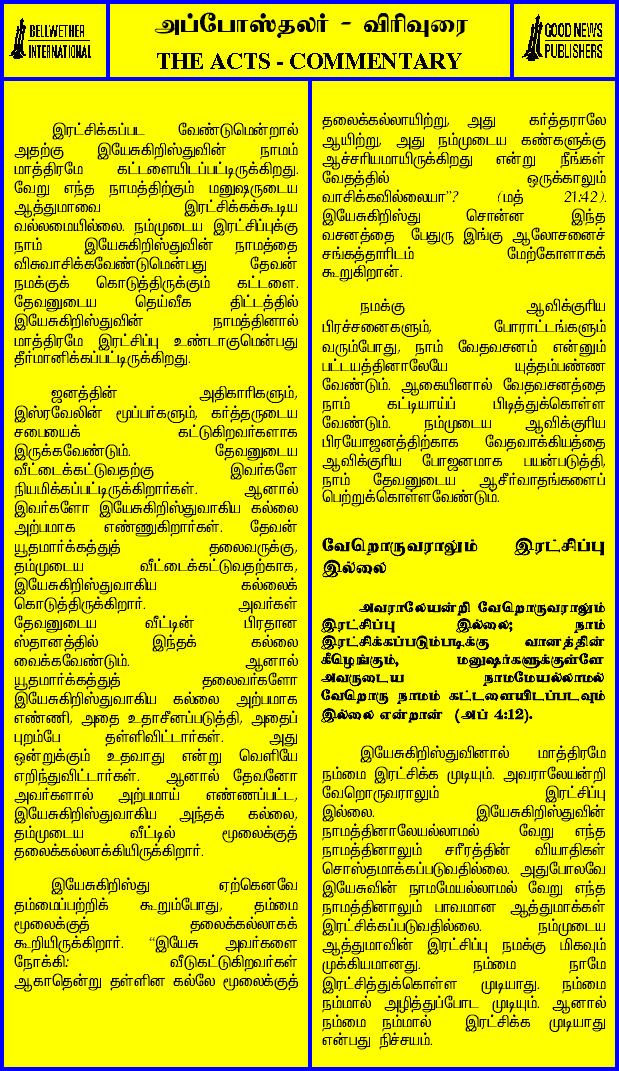 BELLWETHER
INTERNATIONAL
அப்போஸ்தலர் - விரிவுரை
THE ACTS - COMMENTARY
GOOD NEWS
PUBLISHERS
இரட்சிக்கப்பட வேண்டுமென்றால்
அதற்கு இயேசுகிறிஸ்துவின் நாமம்
மாத்திரமே கட்டளையிடப்பட்டிருக்கிறது.
வேறு எந்த நாமத்திற்கும் மனுஷருடைய
ஆத்துமாவை இரட்சிக்கக்கூடிய
வல்லமையில்லை. நம்முடைய இரட்சிப்புக்கு
நாம் இயேசுகிறிஸ்துவின் நாமத்தை
விசுவாசிக்கவேண்டுமென்பது தேவன்
நமக்குக் கொடுத்திருக்கும் கட்டளை.
தேவனுடைய தெய்வீக திட்டத்தில்
இயேசுகிறிஸ்துவின் நாமத்தினால்
மாத்திரமே இரட்சிப்பு உண்டாகுமென்பது
தீர்மானிக்கப்பட்டிருக்கிறது.
ஜனத்தின் அதிகாரிகளும்,
இஸ்ரவேலின் மூப்பர்களும், கர்த்தருடைய
சபையைக் கட்டுகிறவர்களாக
இருக்கவேண்டும். தேவனுடைய
வீட்டைக்கட்டுவதற்கு இவர்களே
நியமிக்கப்பட்டிருக்கிறார்கள். ஆனால்
இவர்களோ இயேசுகிறிஸ்துவாகிய கல்லை
அற்பமாக எண்ணுகிறார்கள். தேவன்
யூதமார்க்கத்துத் தலைவருக்கு,
தம்முடைய வீட்டைக்கட்டுவதற்காக,
இயேசுகிறிஸ்துவாகிய கல்லைக்
கொடுத்திருக்கிறார். அவர்கள்
தேவனுடைய வீட்டின் பிரதான
ஸ்தானத்தில் இந்தக் கல்லை
வைக்கவேண்டும். ஆனால்
யூதமார்க்கத்துத் தலைவர்களோ
இயேசுகிறிஸ்துவாகிய கல்லை அற்பமாக
எண்ணி, அதை உதாசீனப்படுத்தி, அதைப்
புறம்பே தள்ளிவிட்டார்கள். அது
ஒன்றுக்கும் உதவாது என்று வெளியே
எறிந்துவிட்டார்கள். ஆனால் தேவனோ
அவர்களால் அற்பமாய் எண்ணப்பட்ட,
இயேசுகிறிஸ்துவாகிய அந்தக் கல்லை,
தம்முடைய வீட்டில் மூலைக்குத்
தலைக்கல்லாக்கியிருக்கிறார்.
இயேசுகிறிஸ்து ஏற்கெனவே
தம்மைப்பற்றிக் கூறும்போது, தம்மை
மூலைக்குத் தலைக்கல்லாகக்
கூறியிருக்கிறார். "இயேசு அவர்களை
நோக்கி: வீடுகட்டுகிறவர்கள்
ஆகாதென்று தள்ளின கல்லே மூலைக்குத்
தலைக்கல்லாயிற்று, அது கர்த்தராலே
ஆயிற்று, அது நம்முடைய கண்களுக்கு
ஆச்சரியமாயிருக்கிறது என்று நீங்கள்
வேதத்தில் ஒருக்காலும்
வாசிக்கவில்லையா"? (மத் 21:42).
இயேசுகிறிஸ்து சொன்ன இந்த
வசனத்தை பேதுரு இங்கு ஆலோசனைச்
சங்கத்தாரிடம் மேற்கோளாகக்
கூறுகிறான்.
நமக்கு ஆவிக்குரிய
பிரச்சனைகளும், போராட்டங்களும்
வரும்போது, நாம் வேதவசனம் என்னும்
பட்டயத்தினாலேயே யுத்தம்பண்ண
வேண்டும். ஆகையினால் வேதவசனத்தை
நாம் கட்டியாய்ப் பிடித்துக்கொள்ள
வேண்டும். நம்முடைய ஆவிக்குரிய
பிரயோஜனத்திற்காக வேதவாக்கியத்தை
ஆவிக்குரிய போஜனமாக பயன்படுத்தி,
நாம் தேவனுடைய ஆசீர்வாதங்களைப்
பெற்றுக்கொள்ளவேண்டும்.
வேறொருவராலும் இரட்சிப்பு
இல்லை
அவராலேயன்றி வேறொருவராலும்
இரட்சிப்பு இல்லை; நாம்
இரட்சிக்கப்படும்படிக்கு வானத்தின்
கீழெங்கும், மனுஷர்களுக்குள்ளே
அவருடைய நாமமேயல்லாமல்
வேறொரு நாமம் கட்டளையிடப்படவும்
இல்லை என்றான் (அப் 4:12).
இயேசுகிறிஸ்துவினால் மாத்திரமே
நம்மை இரட்சிக்க முடியும். அவராலேயன்றி
வேறொருவராலும் இரட்சிப்பு
இல்லை. இயேசுகிறிஸ்துவின்
நாமத்தினாலேயல்லாமல் வேறு எந்த
நாமத்தினாலும் சரீரத்தின் வியாதிகள்
சொஸ்தமாக்கப்படுவதில்லை. அதுபோலவே
இயேசுவின் நாமமேயல்லாமல் வேறு எந்த
நாமத்தினாலும் பாவமான ஆத்துமாக்கள்
இரட்சிக்கப்படுவதில்லை. நம்முடைய
ஆத்துமாவின் இரட்சிப்பு நமக்கு மிகவும்
முக்கியமானது. நம்மை நாமே
இரட்சித்துக்கொள்ள முடியாது. நம்மை
நம்மால் அழித்துப்போட முடியும். ஆனால்
நம்மை நம்மால் இரட்சிக்க முடியாது
என்பது நிச்சயம்.